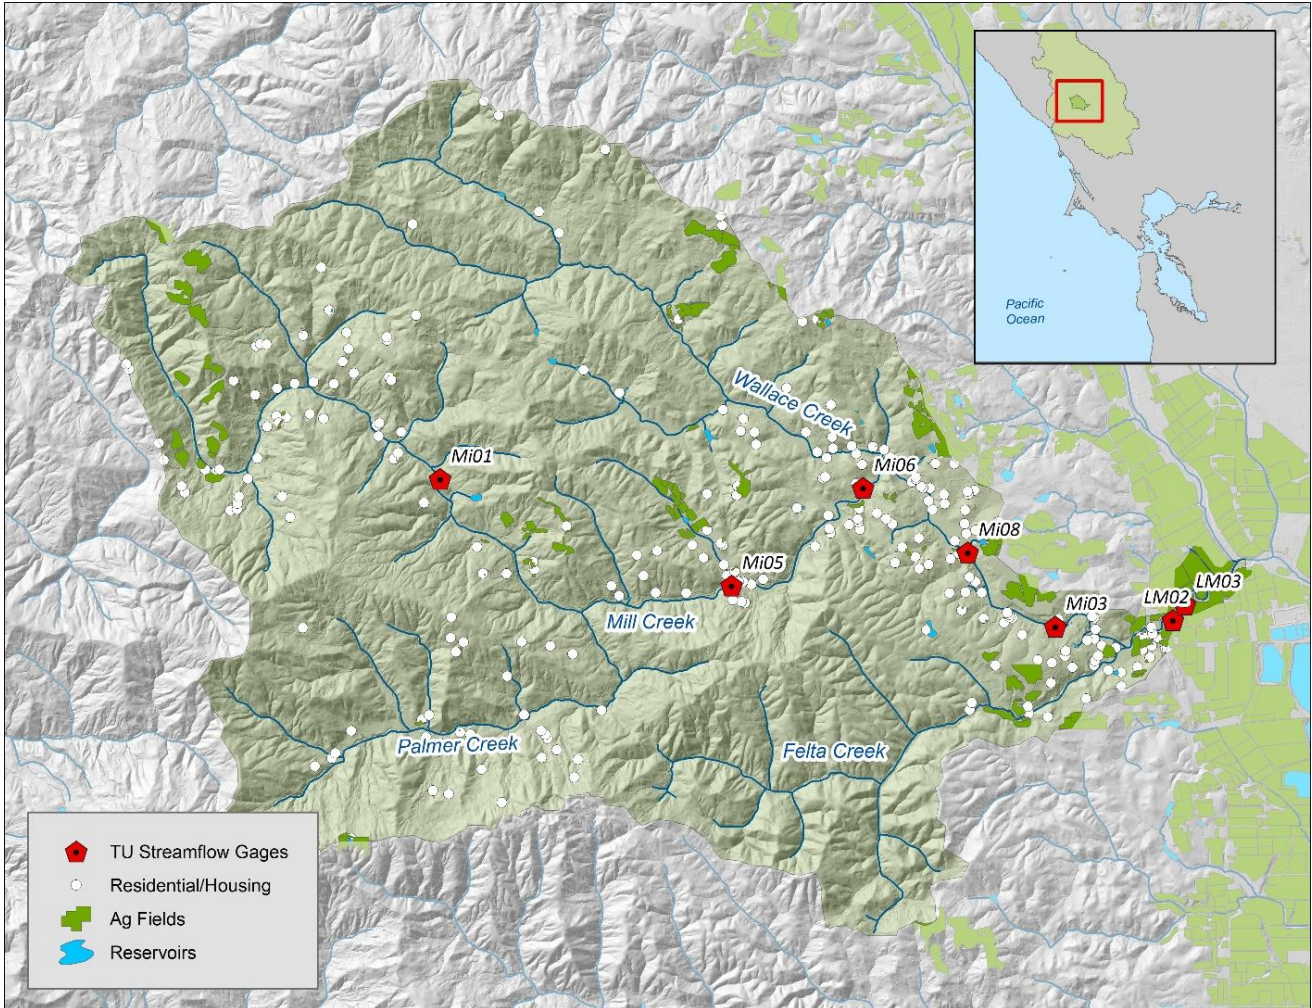 Pacific
Ocean
Wallace Creek
Mi01
Mi06
Mi08
Mi05
LM03
LM02
Mi03
Mill Creek
Palmer Creek
Felta Creek
TU Streamflow Gages
Residential/Housing
Ag Fields
Reservoirs